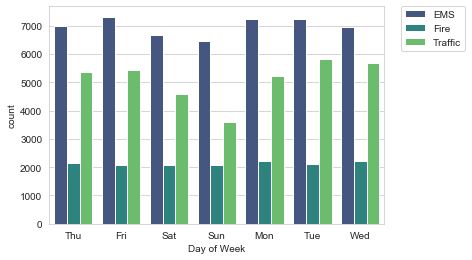 EMS
Fire
Traffic
7000
6000
5000
4000
3000
2000
1000
0
count
Thu Fri Sat Sun Mon Tue Wed
Day of Week